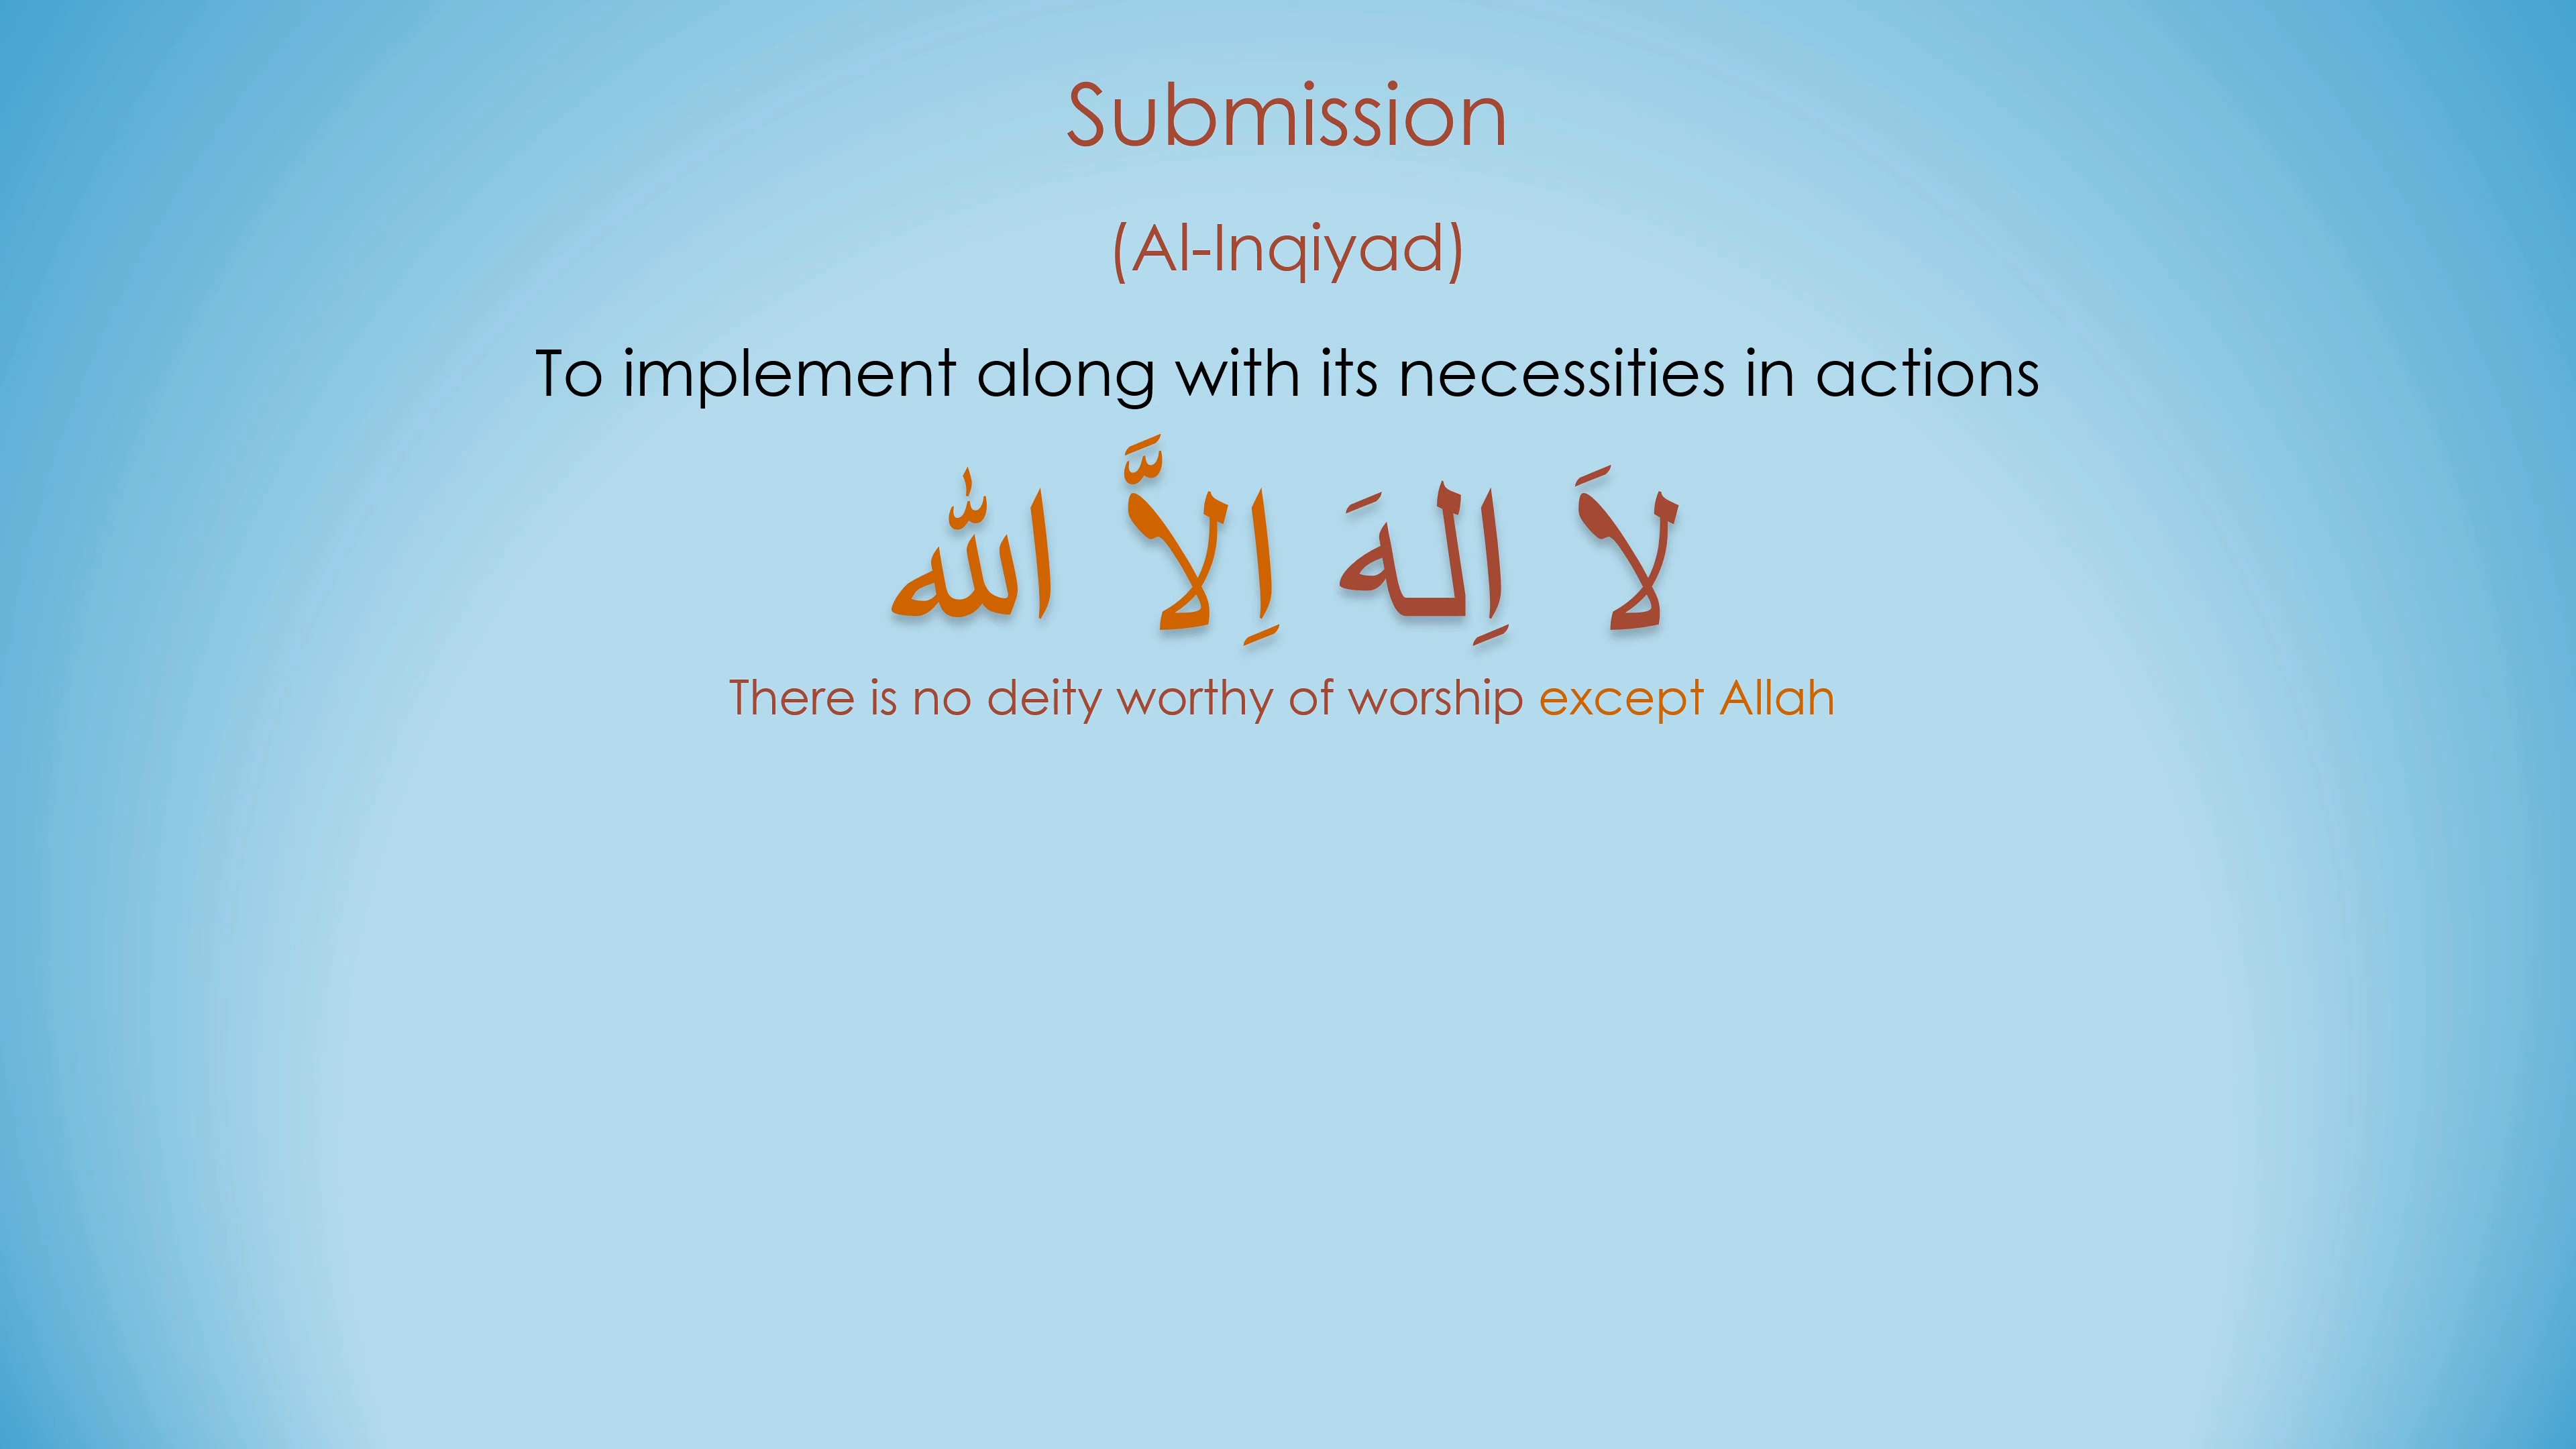 Submission
(Al-Inqiyad)
To implement along with its necessities in actions
لاَ اِلهَ اِلاَّ الله
There is no deity worthy of worship except Allah